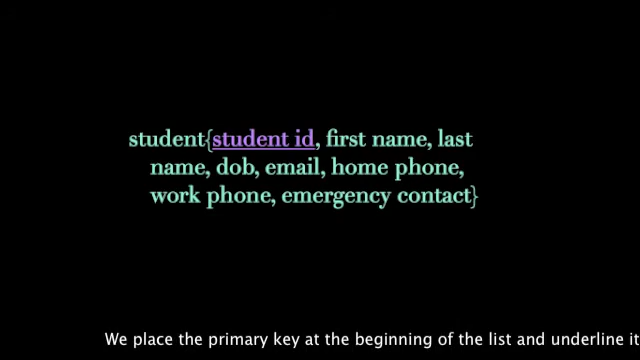 student{student id, first name, last
name, dob, email, home phone,
work phone, emergency contact}
We place the primary key at the beginning of the list and underline it